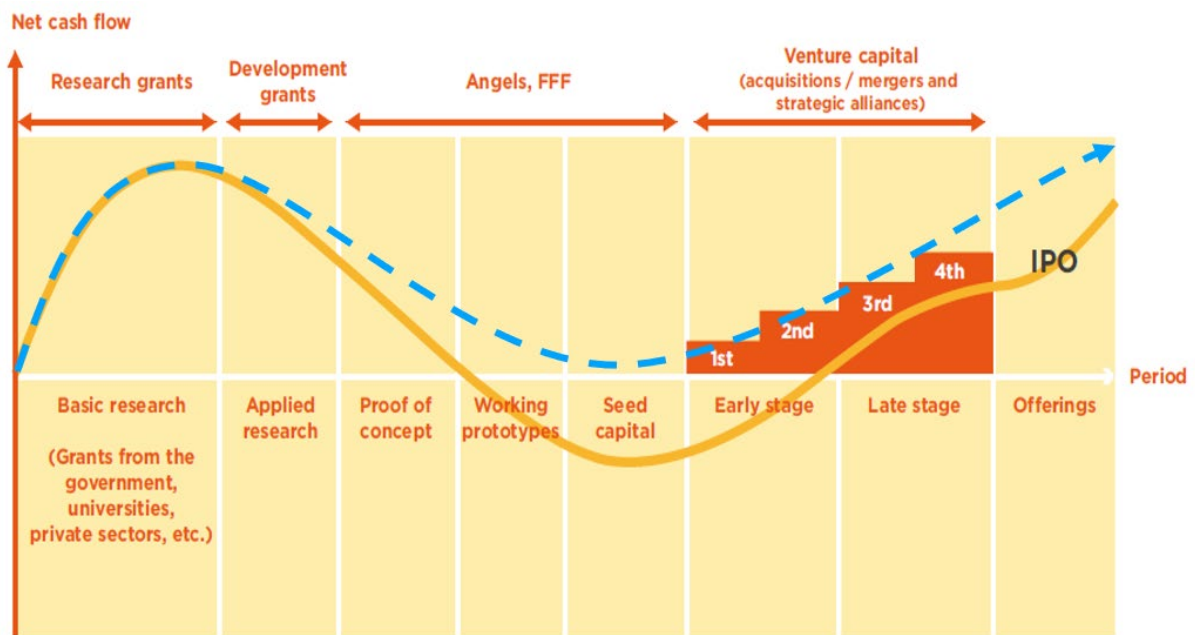 Net cash flow
Research grants
Development
grants
Angels, FFF
Venture capital
(acquisitions / mergers and
strategic alliances)
IPO
4th
3rd
2nd
1st
Period
Basic research
(Grants from the
government,
universities,
private sectors, etc.)
Applied
research
Proof of
concept
Working
prototypes
Seed
capital
Early stage
Late stage
Offerings